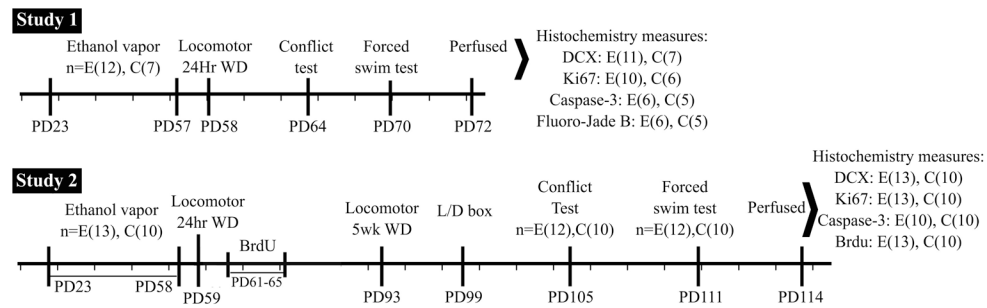 Study 1
Ethanol vapor
n=E(12), C(7)
Locomotor
24Hr WD
Conflict
test
Forced
swim test
Perfused
Histochemistry measures:
DCX: E(11), C(7)
Ki67: E(10), C(6)
Caspase-3: E(6), C(5)
Fluoro-Jade B: E(6), C(5)
PD23
PD57
PD58
PD64
PD70
PD72
Study 2
Ethanol vapor
n=E(13), C(10)
Locomotor
24hr WD
BrdU
Locomotor
5wk WD
L/D box
Conflict
Test
n=E(12),C(10)
Forced
swim test
n=E(12),C(10)
Perfused
Histochemistry measures:
DCX: E(13), C(10)
Ki67: E(13), C(10)
Caspase-3: E(10), C(10)
Brdu: E(13), C(10)
PD23
PD58
PD59
PD61-65
PD93
PD99
PD105
PD111
PD114